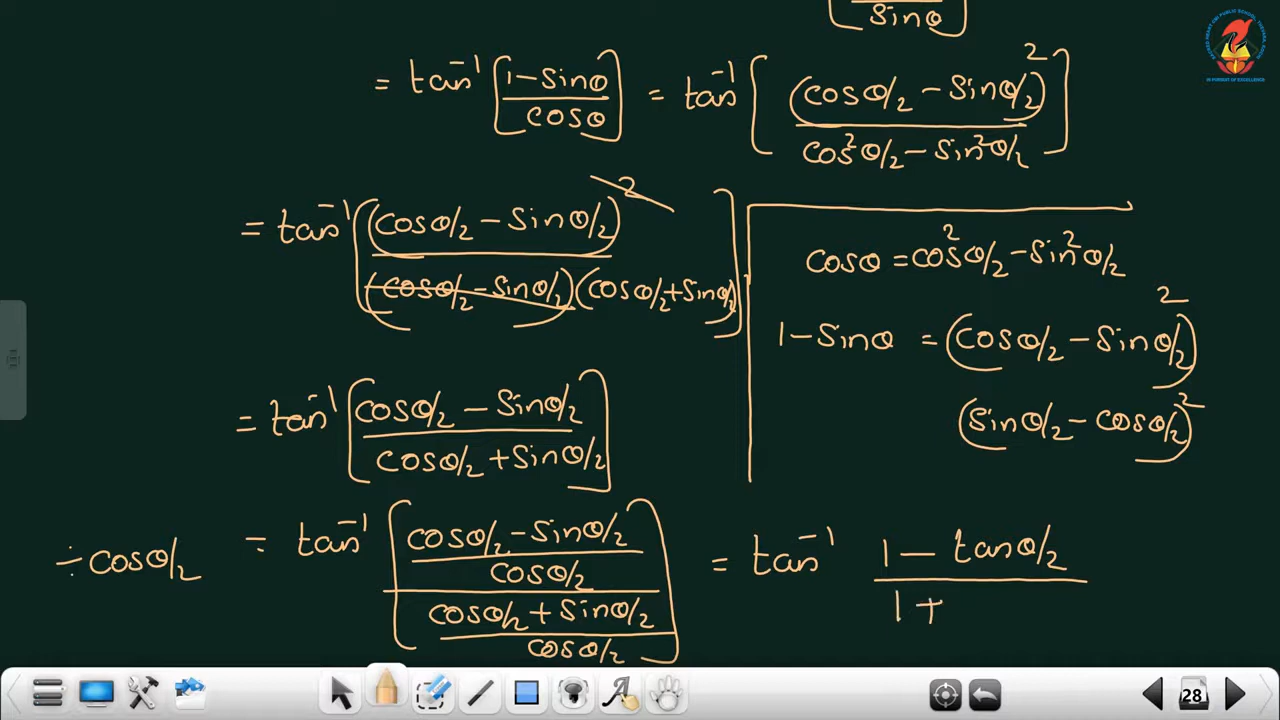 sinθ
= tan⁻¹ [(1-sinθ)/cosθ] = tan⁻¹ [(cosθ/2 - sinθ/2)²/(cos²θ/2 - sin²θ/2)]
= tan⁻¹ [(cosθ/2 - sinθ/2)²/((cosθ/2 - sinθ/2)(cosθ/2 + sinθ/2))]
cosθ = cos²θ/2 - sin²θ/2
1 - sinθ = (cosθ/2 - sinθ/2)²
(sinθ/2 - cosθ/2)²
= tan⁻¹ [(cosθ/2 - sinθ/2)/(cosθ/2 + sinθ/2)]
÷cosθ/2 = tan⁻¹ [((cosθ/2 - sinθ/2)/cosθ/2)/((cosθ/2 + sinθ/2)/cosθ/2)] = tan⁻¹ (1 - tanθ/2)/(1 +
28